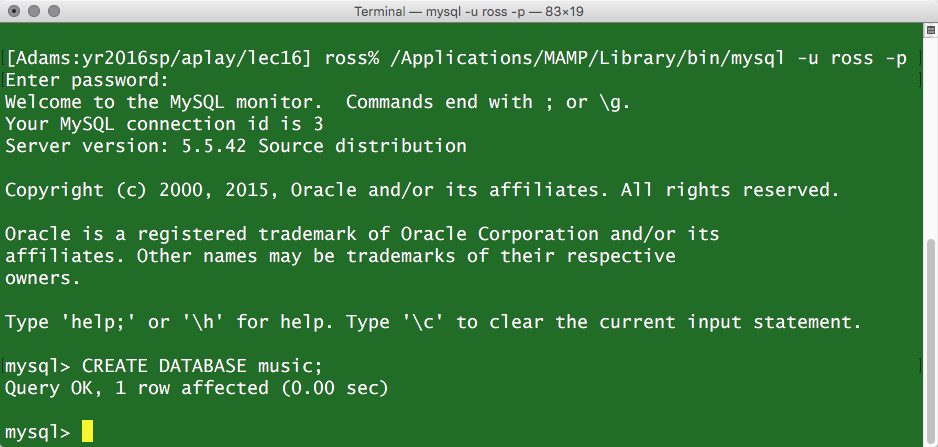 Terminal — mysql -u ross -p — 83×19
[Adams:yr2016sp/aplay/lec16] ross% /Applications/MAMP/Library/bin/mysql -u ross -p
Enter password:
Welcome to the MySQL monitor.  Commands end with ; or \g.
Your MySQL connection id is 3
Server version: 5.5.42 Source distribution
Copyright (c) 2000, 2015, Oracle and/or its affiliates. All rights reserved.
Oracle is a registered trademark of Oracle Corporation and/or its
affiliates. Other names may be trademarks of their respective
owners.
Type 'help;' or '\h' for help. Type '\c' to clear the current input statement.
mysql> CREATE DATABASE music;
Query OK, 1 row affected (0.00 sec)
mysql>